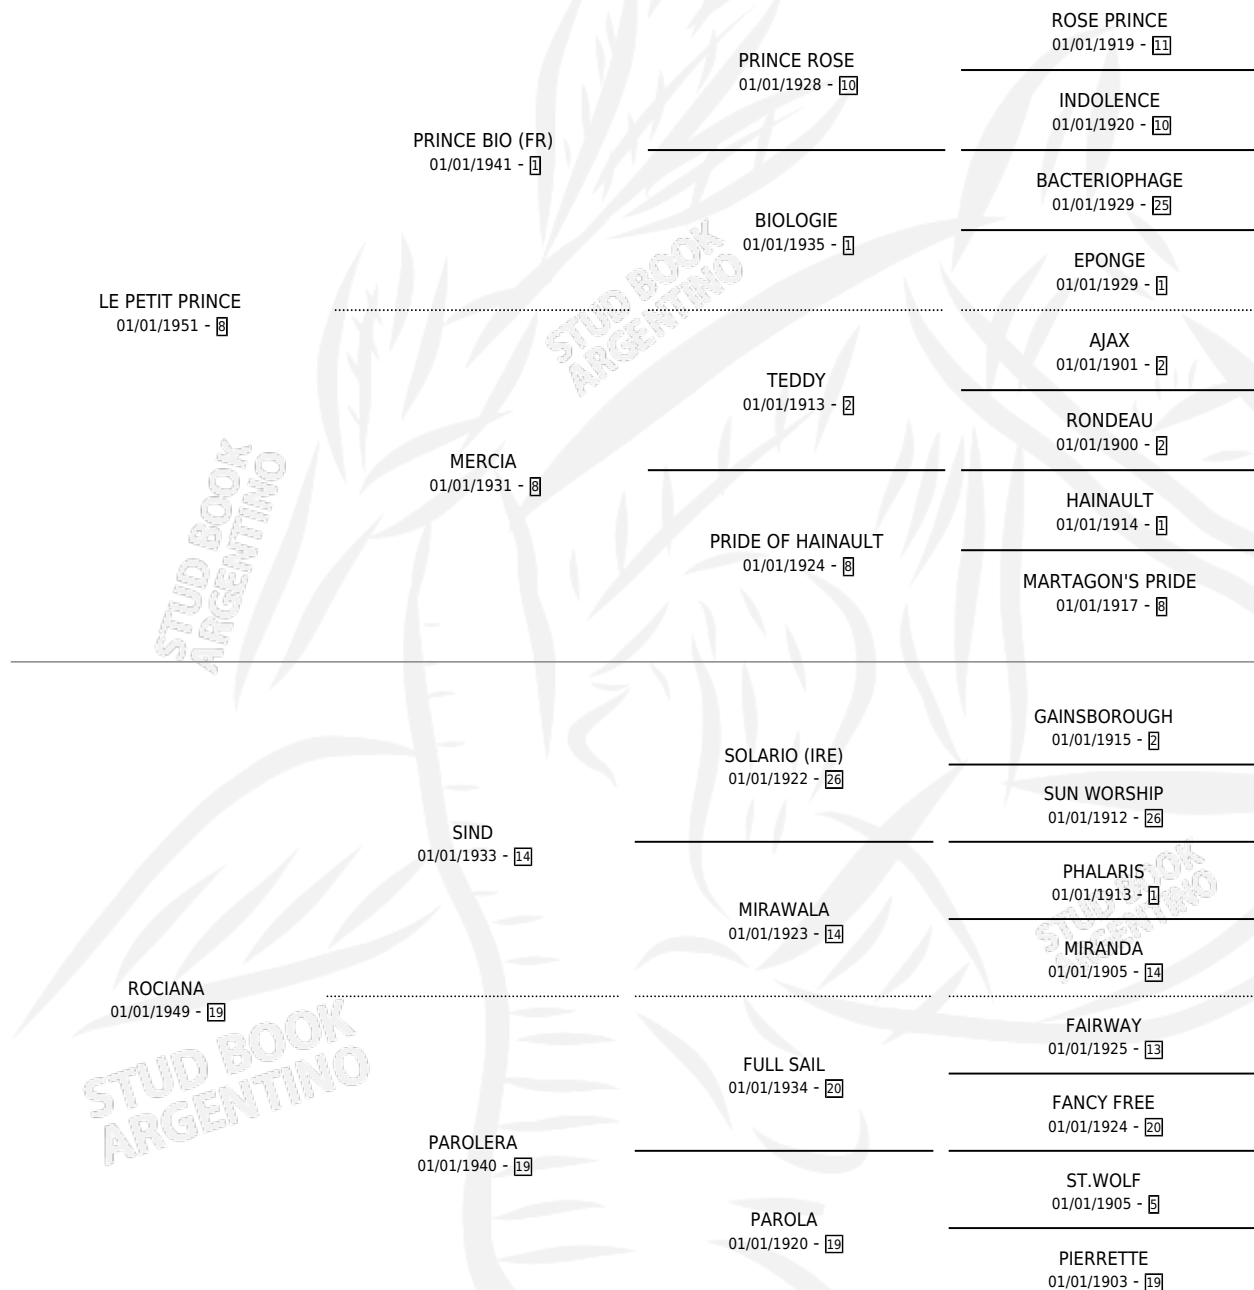 ROSE PRINCE
01/01/1919 - 11
PRINCE ROSE
01/01/1928 - 10
INDOLENCE
01/01/1920 - 10
PRINCE BIO (FR)
01/01/1941 - 1
BACTERIOPHAGE
01/01/1929 - 25
BIOLOGIE
01/01/1935 - 1
EPONGE
01/01/1929 - 1
LE PETIT PRINCE
01/01/1951 - 8
STUD BOOK
ARGENTINO
AJAX
01/01/1901 - 2
TEDDY
01/01/1913 - 2
RONDEAU
01/01/1900 - 2
MERCIA
01/01/1931 - 8
HAINAULT
01/01/1914 - 1
PRIDE OF HAINAULT
01/01/1924 - 8
MARTAGON'S PRIDE
01/01/1917 - 8
STUD BOOK
ARGENTINO
GAINSBOROUGH
01/01/1915 - 2
SOLARIO (IRE)
01/01/1922 - 26
SUN WORSHIP
01/01/1912 - 26
SIND
01/01/1933 - 14
PHALARIS
01/01/1913 - 1
MIRAWALA
01/01/1923 - 14
STUD BOOK
ARGENTINO
MIRANDA
01/01/1905 - 14
ROCIANA
01/01/1949 - 19
FAIRWAY
01/01/1925 - 13
FULL SAIL
01/01/1934 - 20
STUD BOOK
ARGENTINO
FANCY FREE
01/01/1924 - 20
PAROLERA
01/01/1940 - 19
ST.WOLF
01/01/1905 - 5
PAROLA
01/01/1920 - 19
PIERRETTE
01/01/1903 - 19